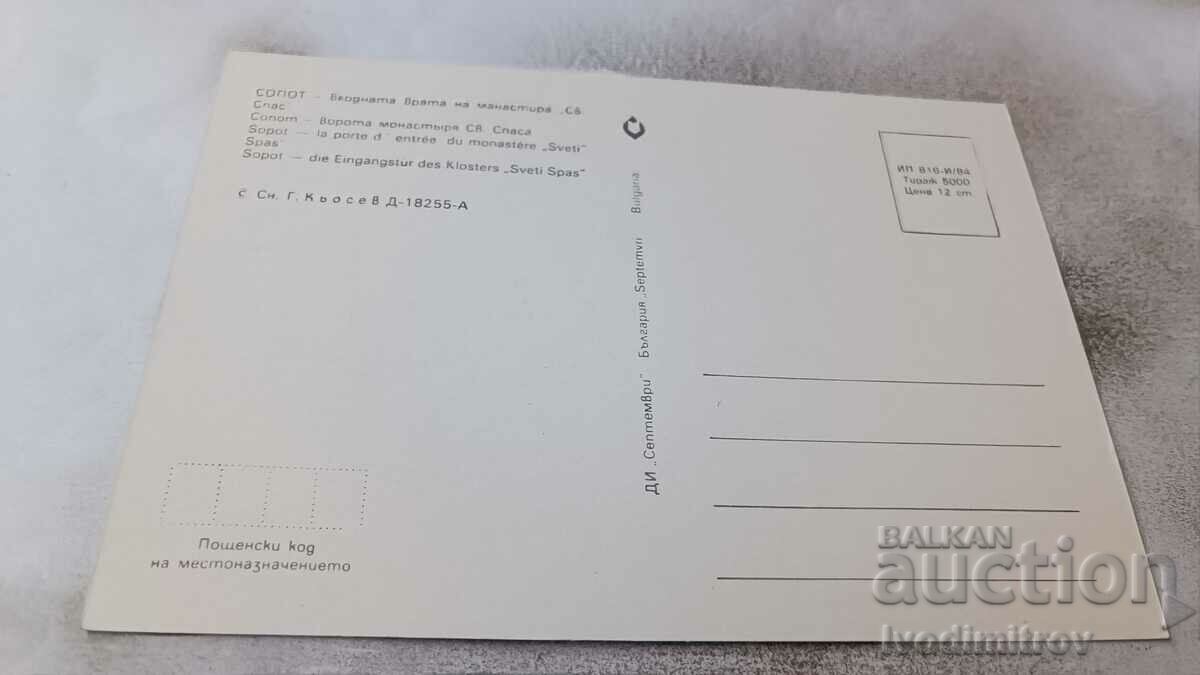 СОПОТ – Входната врата на манастира „Св.
Спас"
Сопот – Ворота монастыря Св. Спаса
Sopot – la porte d'entrée du monastère „Sveti
Spas"
Sopot – die Eingangstur des Klosters „Sveti Spas"
с Сн. Г. Кьосев Д-18255-А
ДИ „Септември" България „Septemvri Bulgaria
ИП 816-И/84
Тираж 5000
Цена 12 ст
Пощенски код
на местоназначението
BALKAN
auction
Ivodimitrov